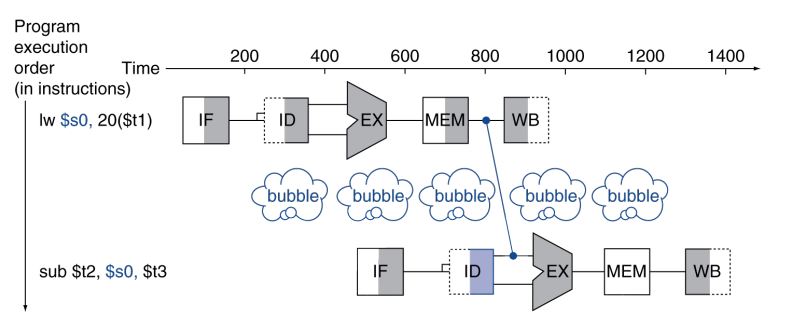 Program
execution
order
(in instructions)
Time
200 400 600 800 1000 1200 1400
lw $s0, 20($t1)
IF ID EX MEM WB
bubble bubble bubble bubble bubble
sub $t2, $s0, $t3
IF ID EX MEM WB